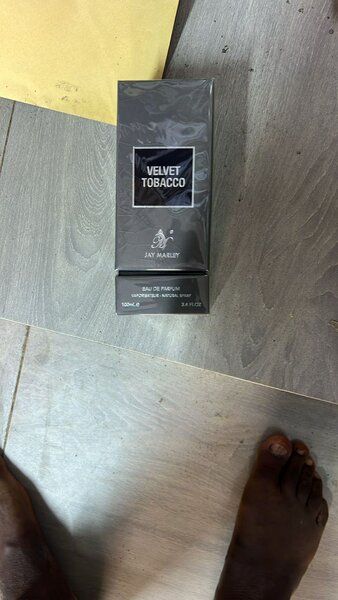 VELVET
TOBACCO
JAY MARLEY
EAU DE PARFUM
VAPORISATEUR - NATURAL SPRAY
100mL ℮ 3.4 FL.OZ